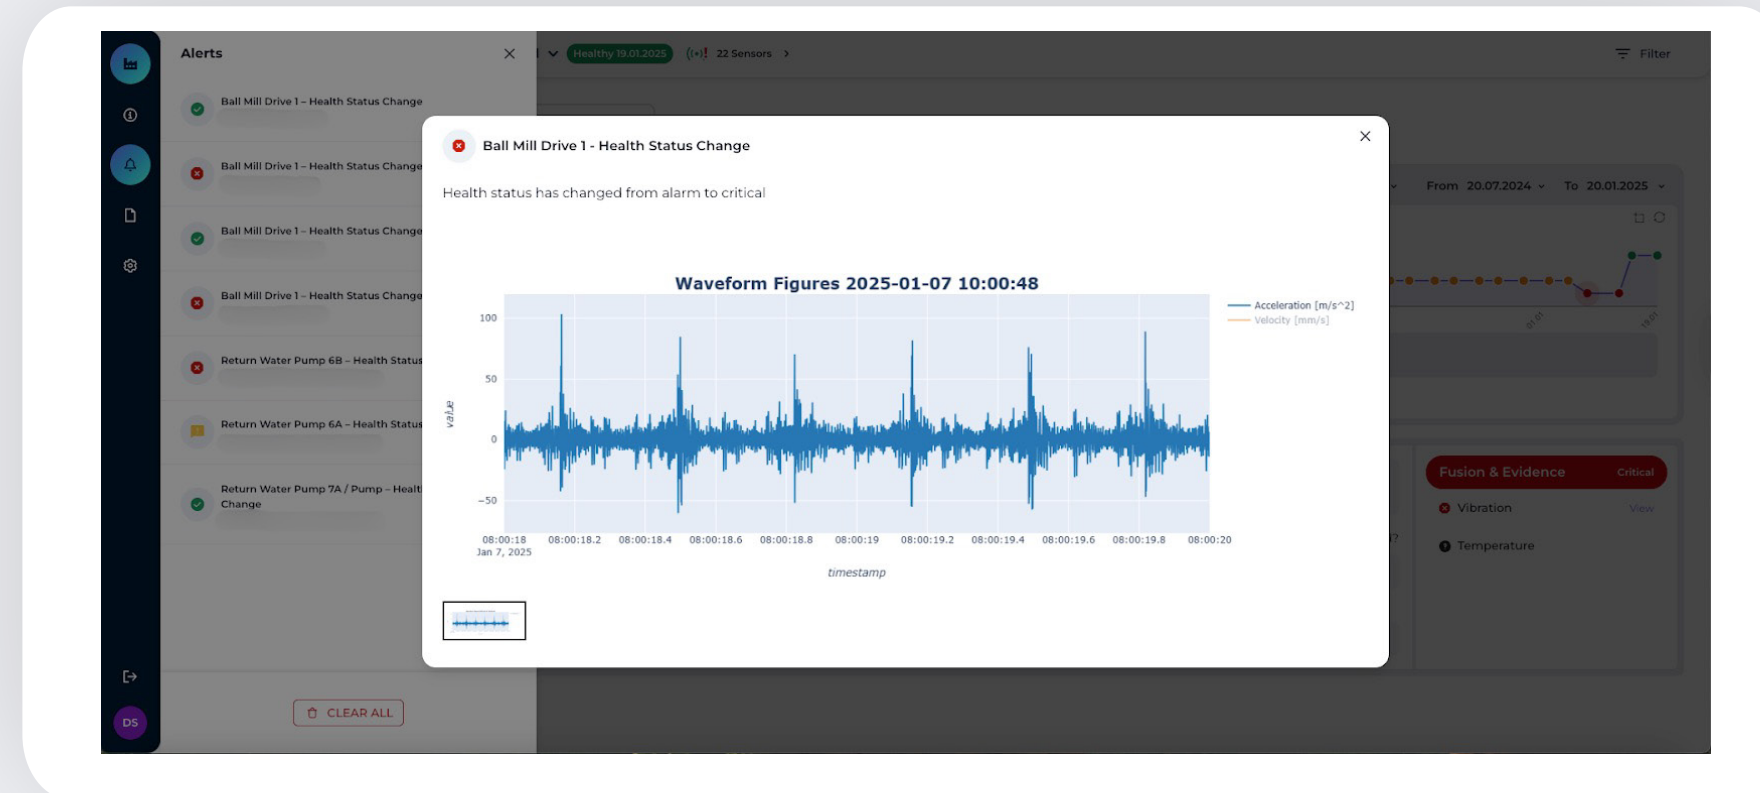 Alerts
Healthy 19.01.2025
22 Sensors
Filter
Ball Mill Drive 1 – Health Status Change
Ball Mill Drive 1 – Health Status Change
Ball Mill Drive 1 – Health Status Change
Ball Mill Drive 1 – Health Status Change
Return Water Pump 6B – Health Status
Return Water Pump 6A – Health Status
Return Water Pump 7A / Pump – Healt
Change
CLEAR ALL
DS
Ball Mill Drive 1 - Health Status Change
Health status has changed from alarm to critical
Waveform Figures 2025-01-07 10:00:48
Acceleration [m/s^2]
Velocity [mm/s]
100
50
0
−50
value
08:00:18 08:00:18.2 08:00:18.4 08:00:18.6 08:00:18.8 08:00:19 08:00:19.2 08:00:19.4 08:00:19.6 08:00:19.8 08:00:20
Jan 7, 2025
timestamp
From 20.07.2024 To 20.01.2025
01.01 19.01
Fusion & Evidence Critical
Vibration View
Temperature